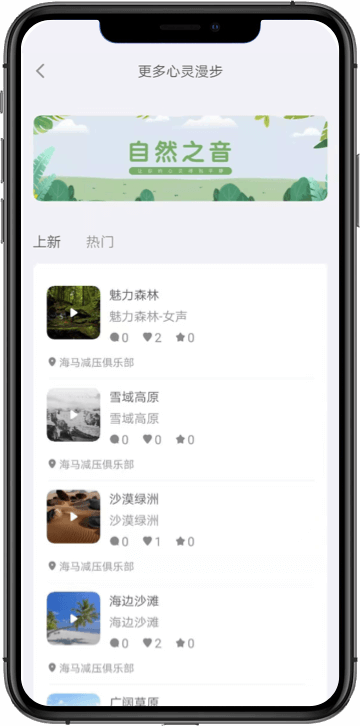 更多心灵漫步
自然之音
上新 热门
魅力森林
魅力森林-女声
0 2 0
海马减压俱乐部
雪域高原
雪域高原
0 0 0
海马减压俱乐部
沙漠绿洲
沙漠绿洲
0 1 0
海马减压俱乐部
海边沙滩
海边沙滩
0 2 0
海马减压俱乐部
广阔草原